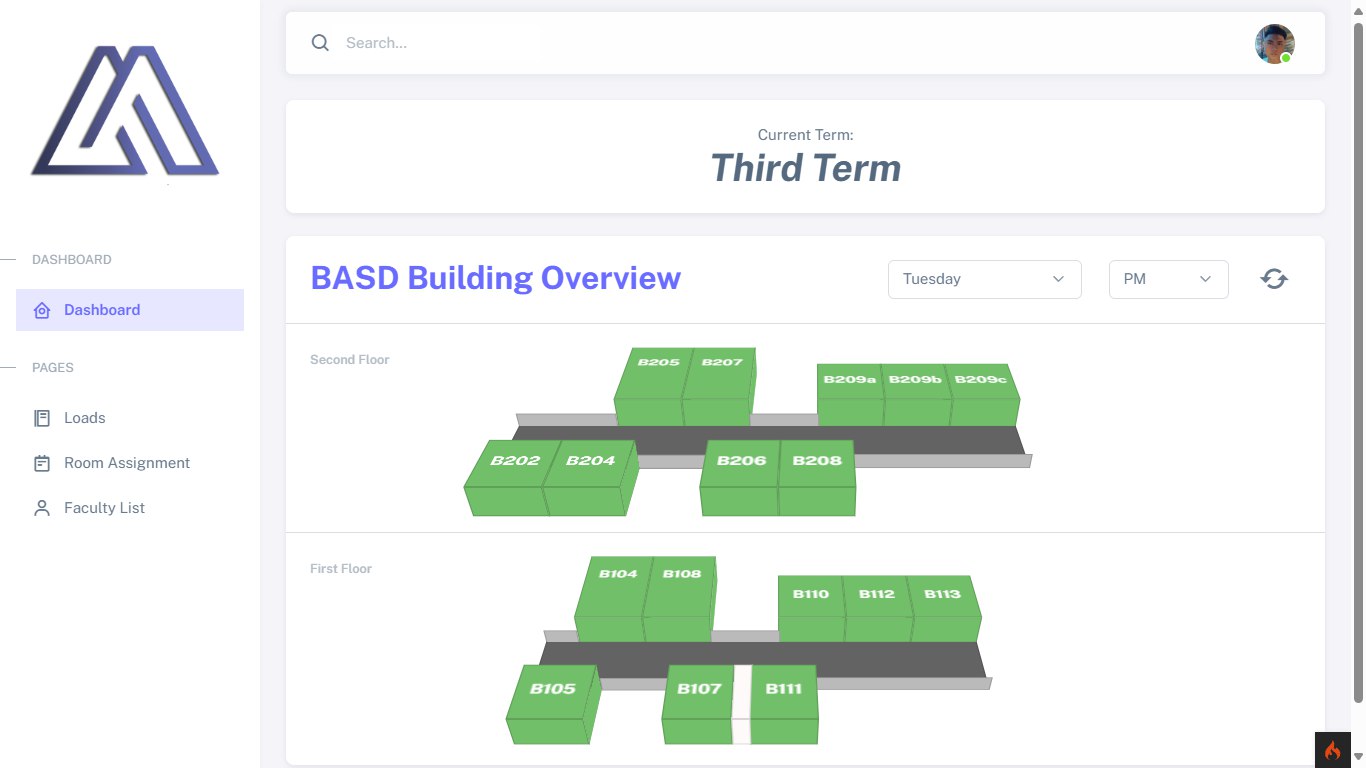 Search...
Current Term:
Third Term
DASHBOARD
Dashboard
PAGES
Loads
Room Assignment
Faculty List
BASD Building Overview
Tuesday
PM
Second Floor
B205 B207
B209a B209b B209c
B202 B204
B206 B208
First Floor
B104 B108
B110 B112 B113
B105
B107 B111